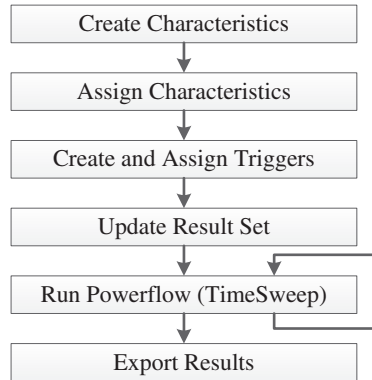 Create Characteristics
Assign Characteristics
Create and Assign Triggers
Update Result Set
Run Powerflow (TimeSweep)
Export Results